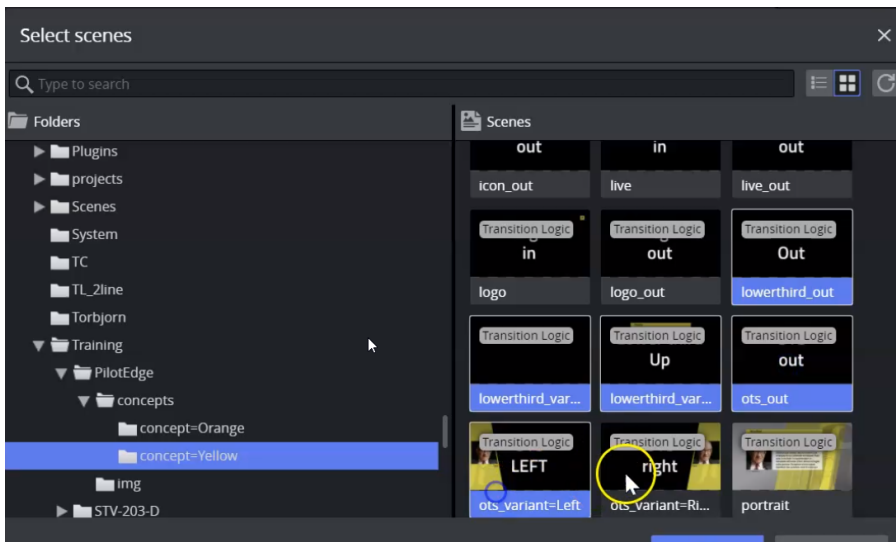 Select scenes
Type to search
Folders
Plugins
projects
Scenes
System
TC
TL_2line
Torbjorn
Training
PilotEdge
concepts
concept=Orange
concept=Yellow
img
STV-203-D
Scenes
out
in
out
icon_out
live
live_out
Transition Logic
Transition Logic
Transition Logic
in
out
Out
logo
logo_out
lowerthird_out
Transition Logic
Transition Logic
Transition Logic
Up
out
lowerthird_var...
lowerthird_var...
ots_out
Transition Logic
Transition Logic
Transition Logic
LEFT
right
ots_variant=Left
ots_variant=Ri...
portrait